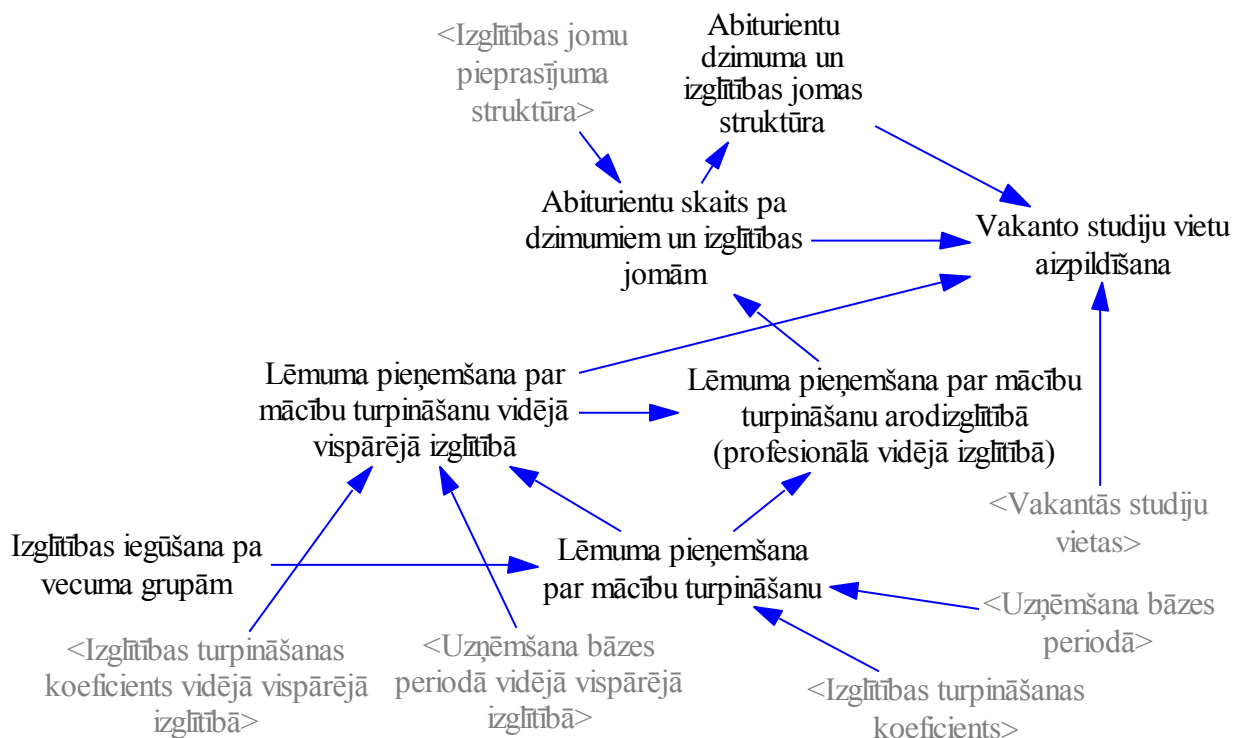 <Izglītības jomu
pieprasījuma
struktūra>
Abiturientu
dzimuma un
izglītības jomas
struktūra
Abiturientu skaits pa
dzimumiem un izglītības
jomām
Vakanto studiju vietu
aizpildīšana
Lēmuma pieņemšana par
mācību turpināšanu vidējā
vispārējā izglītībā
Lēmuma pieņemšana par mācību
turpināšanu arodizglītībā
(profesionālā vidējā izglītībā)
<Vakantās studiju
vietas>
Izglītības iegūšana pa
vecuma grupām
Lēmuma pieņemšana
par mācību turpināšanu
<Uzņēmšana bāzes
periodā>
<Izglītības turpināšanas
koeficients vidējā vispārējā
izglītībā>
<Uzņēmšana bāzes
periodā vidējā vispārējā
izglītībā>
<Izglītības turpināšanas
koeficients>